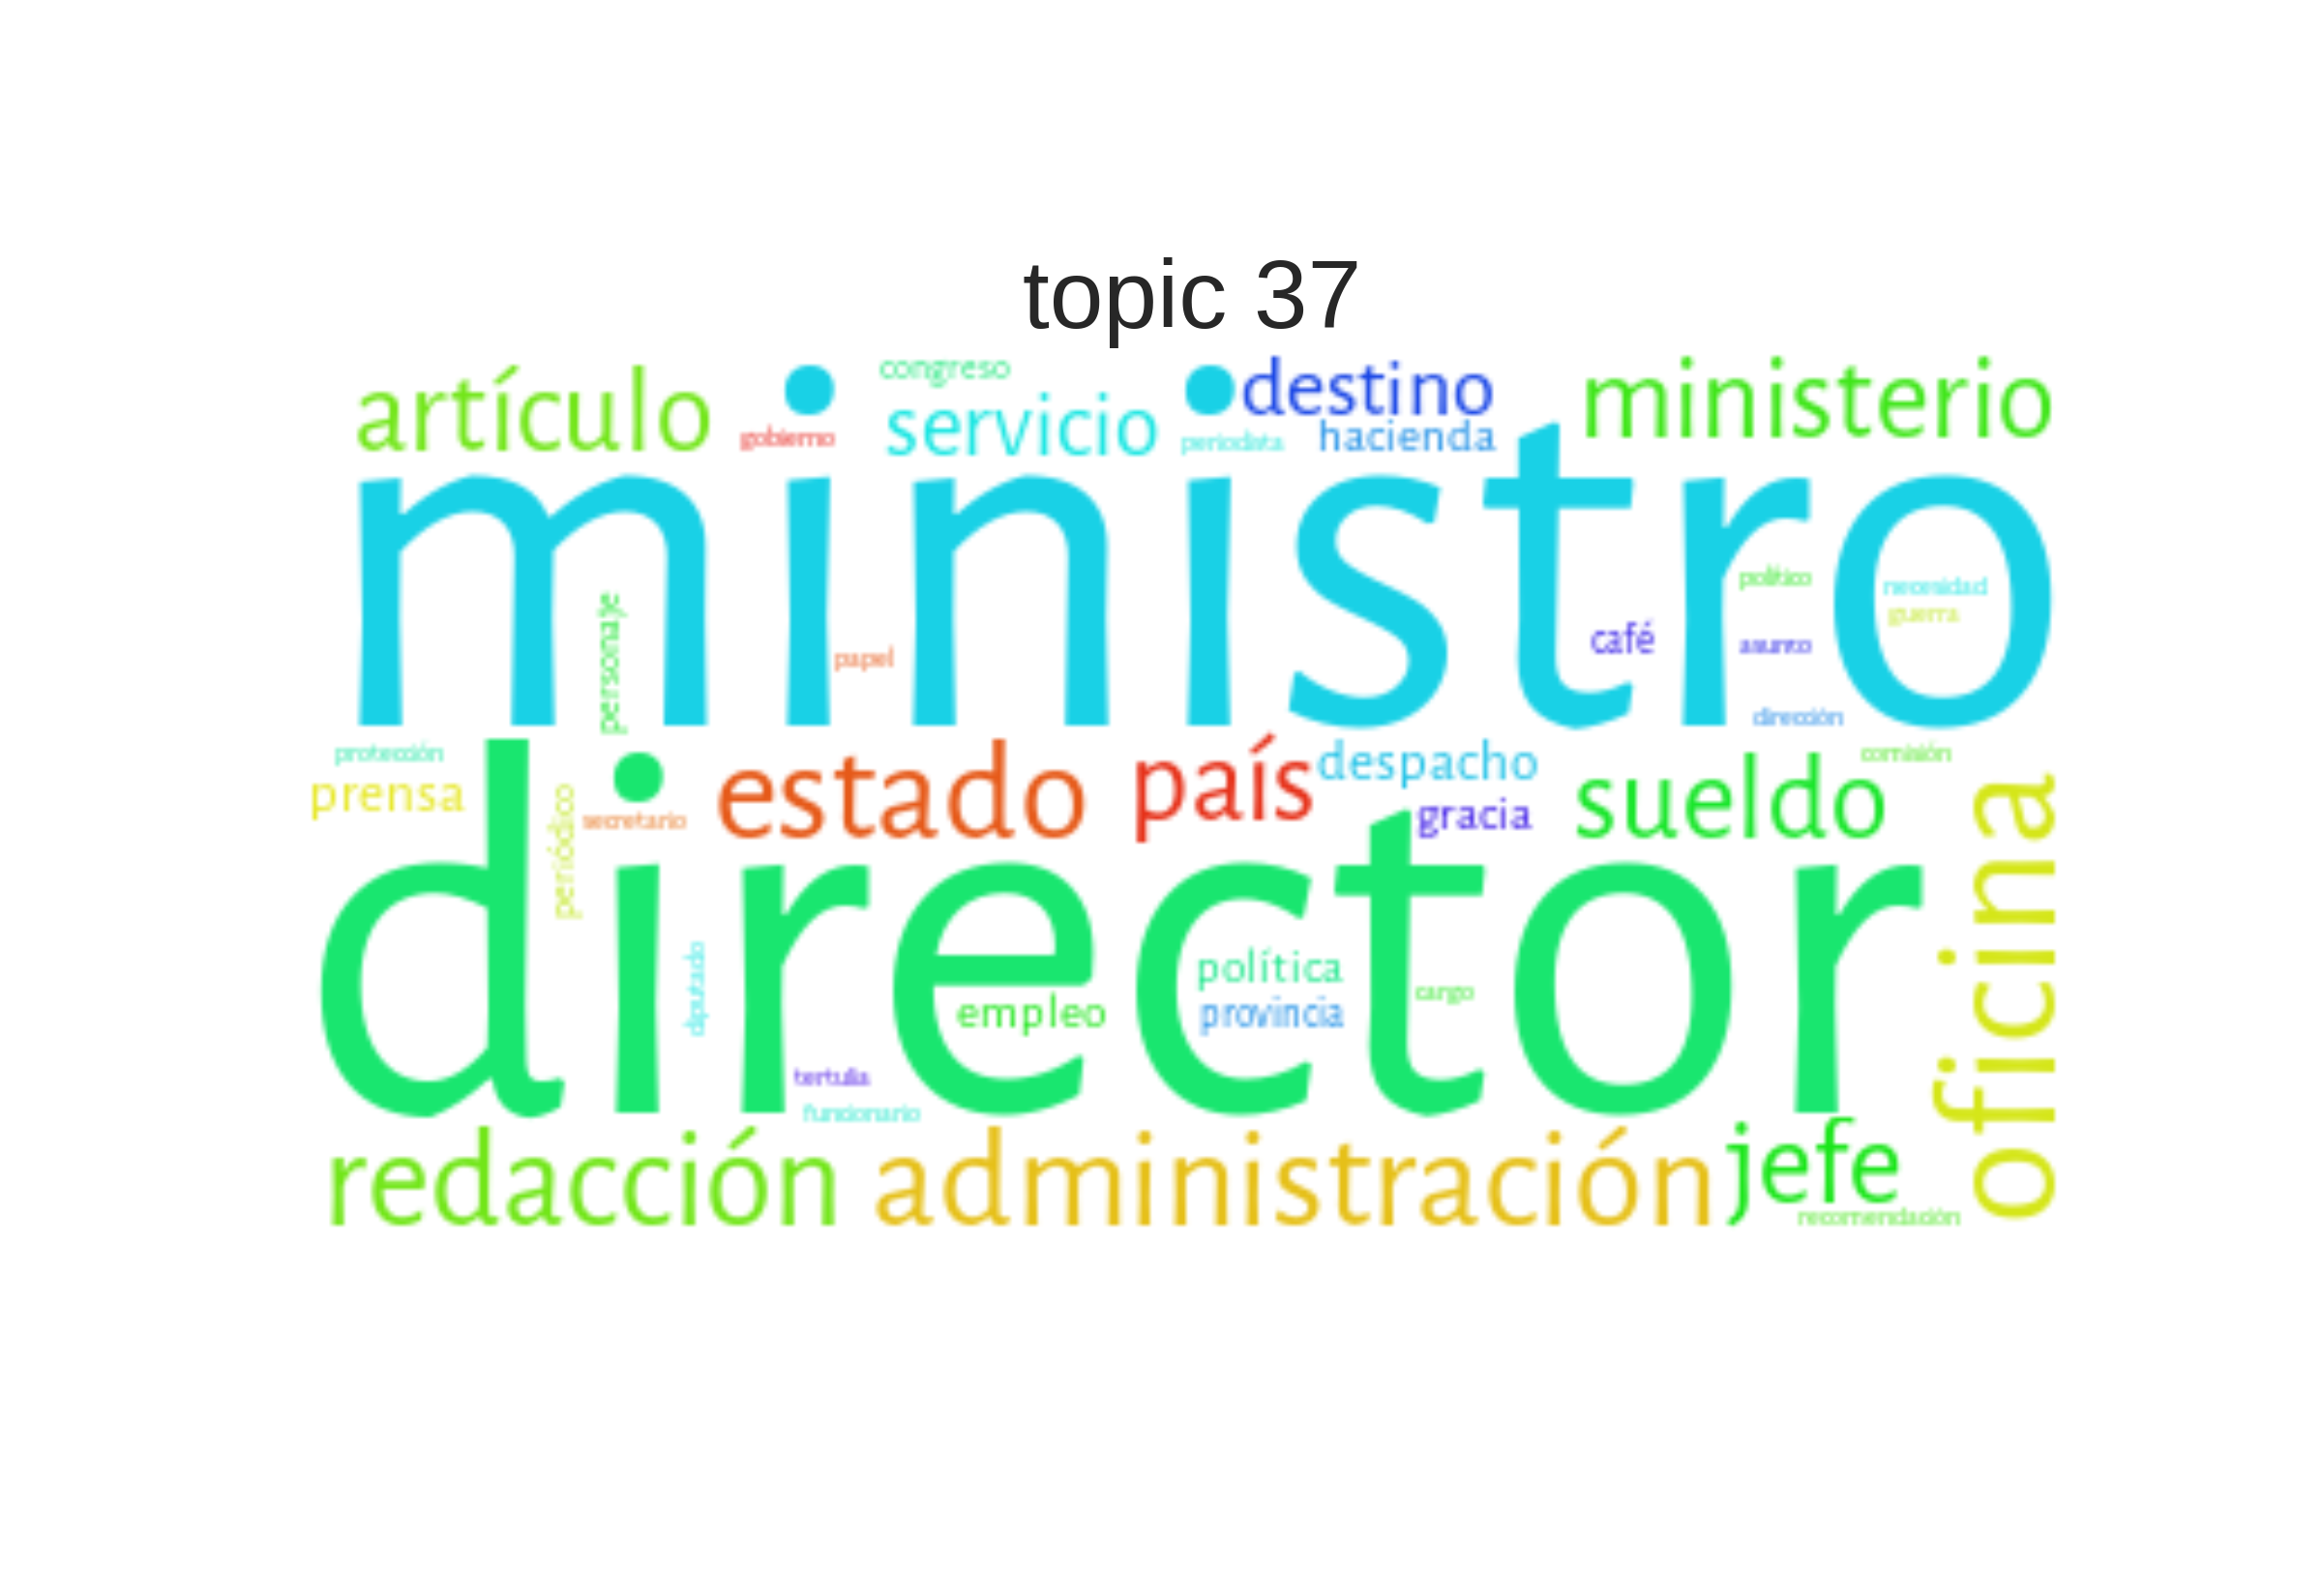 topic 37
congreso
artículo
servicio
destino
ministerio
gobierno
periodista
hacienda
ministro
personaje
papel
político
necesidad
guerra
café
asunto
dirección
protección
prensa
periódico
secretario
estado
país
despacho
gracia
sueldo
comisión
oficina
director
diputado
empleo
política
provincia
cargo
tertulia
funcionario
redacción
administración
jefe
recomendación